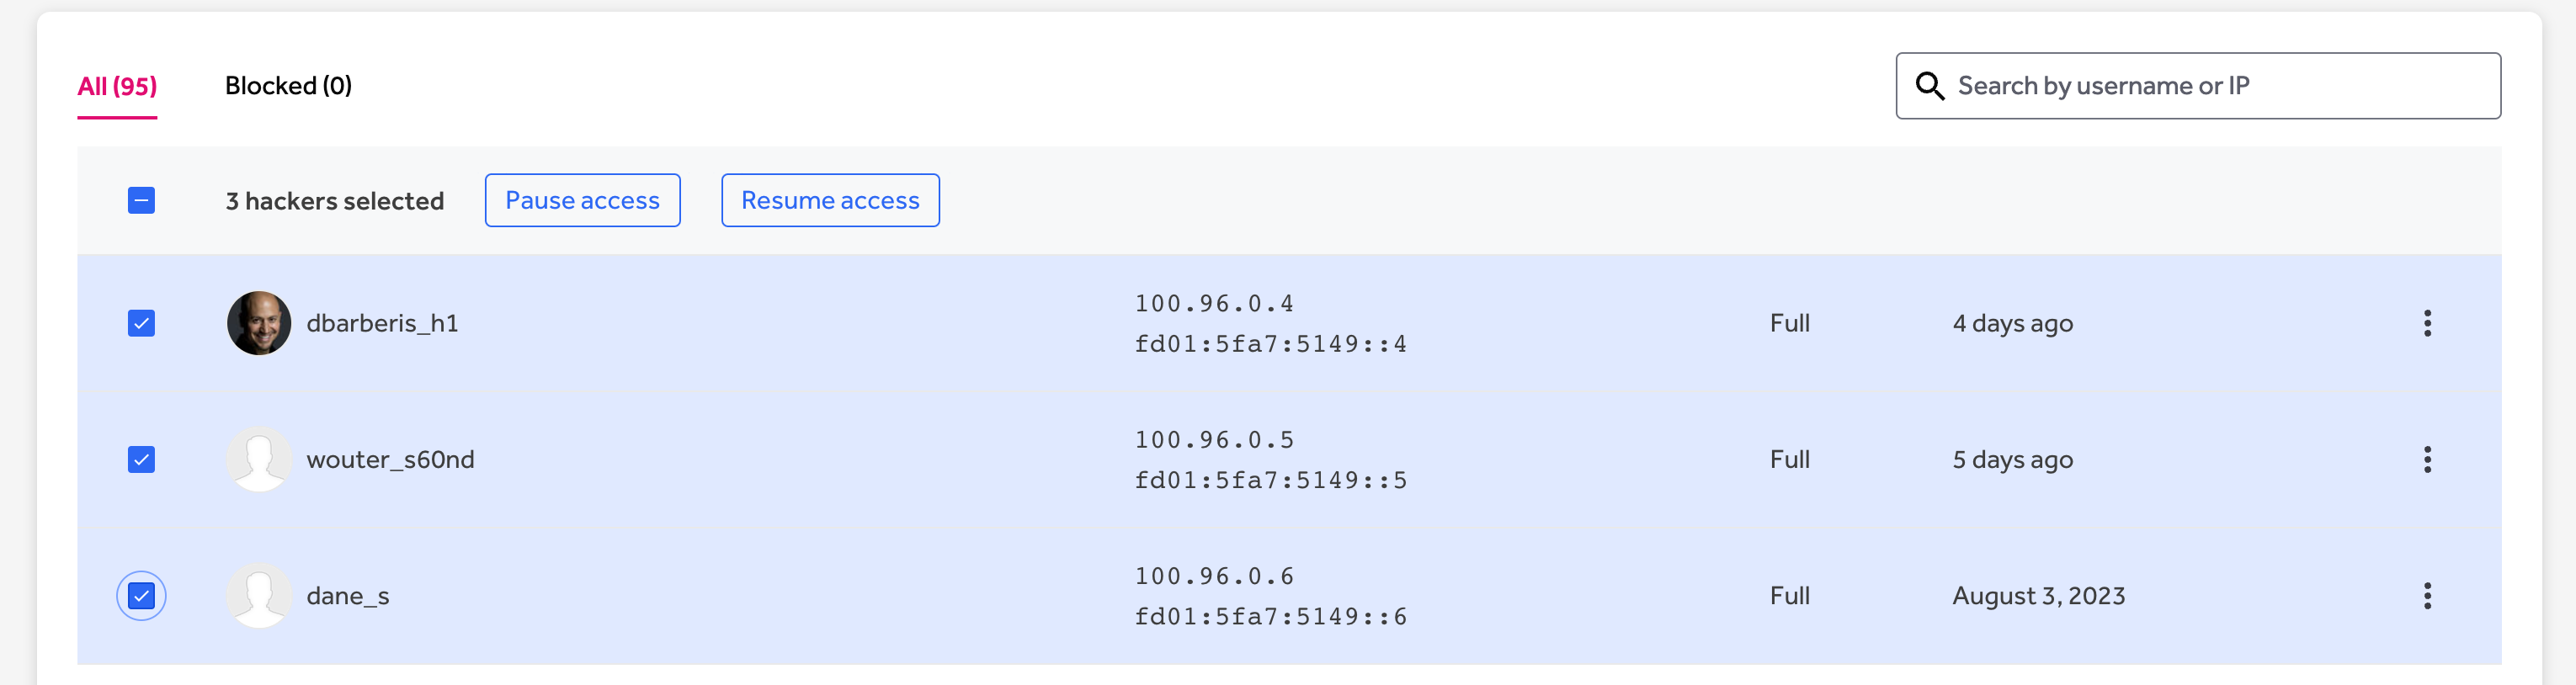 All (95)
Blocked (0)
Search by username or IP
3 hackers selected
Pause access
Resume access
dbarberis_h1
100.96.0.4
fd01:5fa7:5149::4
Full
4 days ago
wouter_s60nd
100.96.0.5
fd01:5fa7:5149::5
Full
5 days ago
dane_s
100.96.0.6
fd01:5fa7:5149::6
Full
August 3, 2023